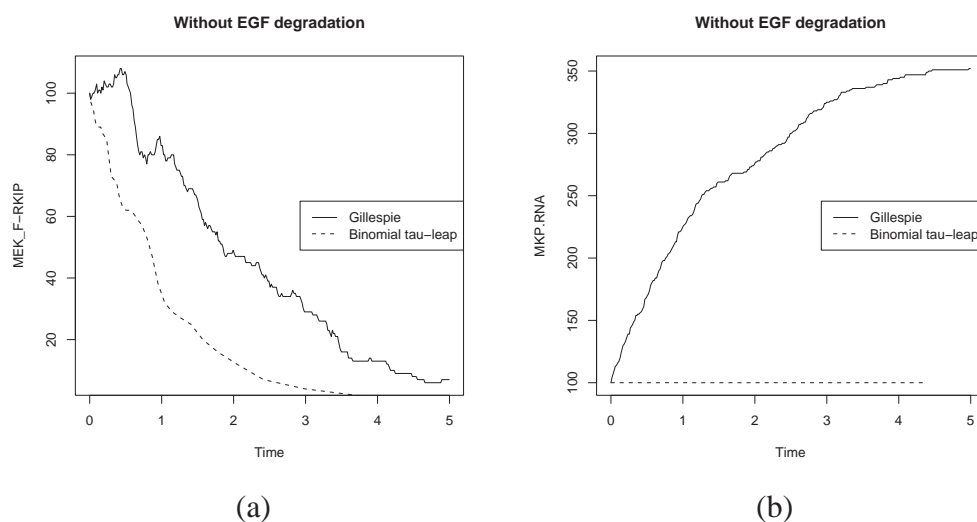 Without EGF degradation
MEK_F−RKIP
100
80
60
40
20
Gillespie
Binomial tau−leap
0 1 2 3 4 5
Time
(a)
Without EGF degradation
MKP.RNA
350
300
250
200
150
100
Gillespie
Binomial tau−leap
0 1 2 3 4 5
Time
(b)